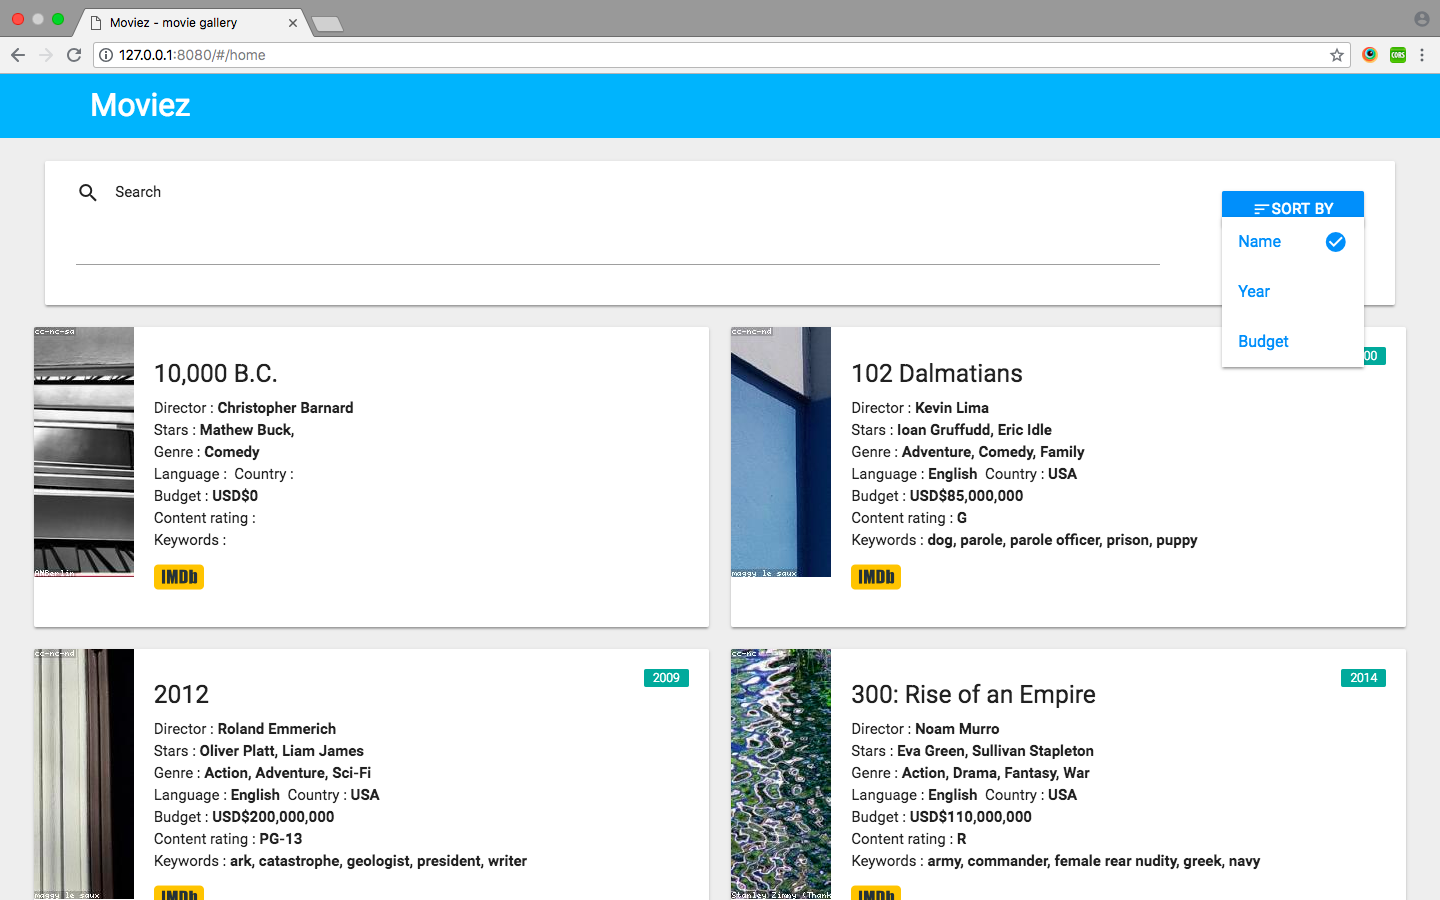 Moviez - movie gallery
127.0.0.1:8080/#/home
CORS
Moviez
Search
SORT BY
Name
Year
Budget
cc-nc-sa
ANBerlin
10,000 B.C.
Director : Christopher Barnard
Stars : Mathew Buck,
Genre : Comedy
Language : Country :
Budget : USD$0
Content rating :
Keywords :
IMDb
cc-nc-nd
maggy le saux
00
102 Dalmatians
Director : Kevin Lima
Stars : Ioan Gruffudd, Eric Idle
Genre : Adventure, Comedy, Family
Language : English Country : USA
Budget : USD$85,000,000
Content rating : G
Keywords : dog, parole, parole officer, prison, puppy
IMDb
cc-nc-nd
maggy le saux
2009
2012
Director : Roland Emmerich
Stars : Oliver Platt, Liam James
Genre : Action, Adventure, Sci-Fi
Language : English Country : USA
Budget : USD$200,000,000
Content rating : PG-13
Keywords : ark, catastrophe, geologist, president, writer
IMDb
cc-nc
Stanley Zimny (Thank
2014
300: Rise of an Empire
Director : Noam Murro
Stars : Eva Green, Sullivan Stapleton
Genre : Action, Drama, Fantasy, War
Language : English Country : USA
Budget : USD$110,000,000
Content rating : R
Keywords : army, commander, female rear nudity, greek, navy
IMDb